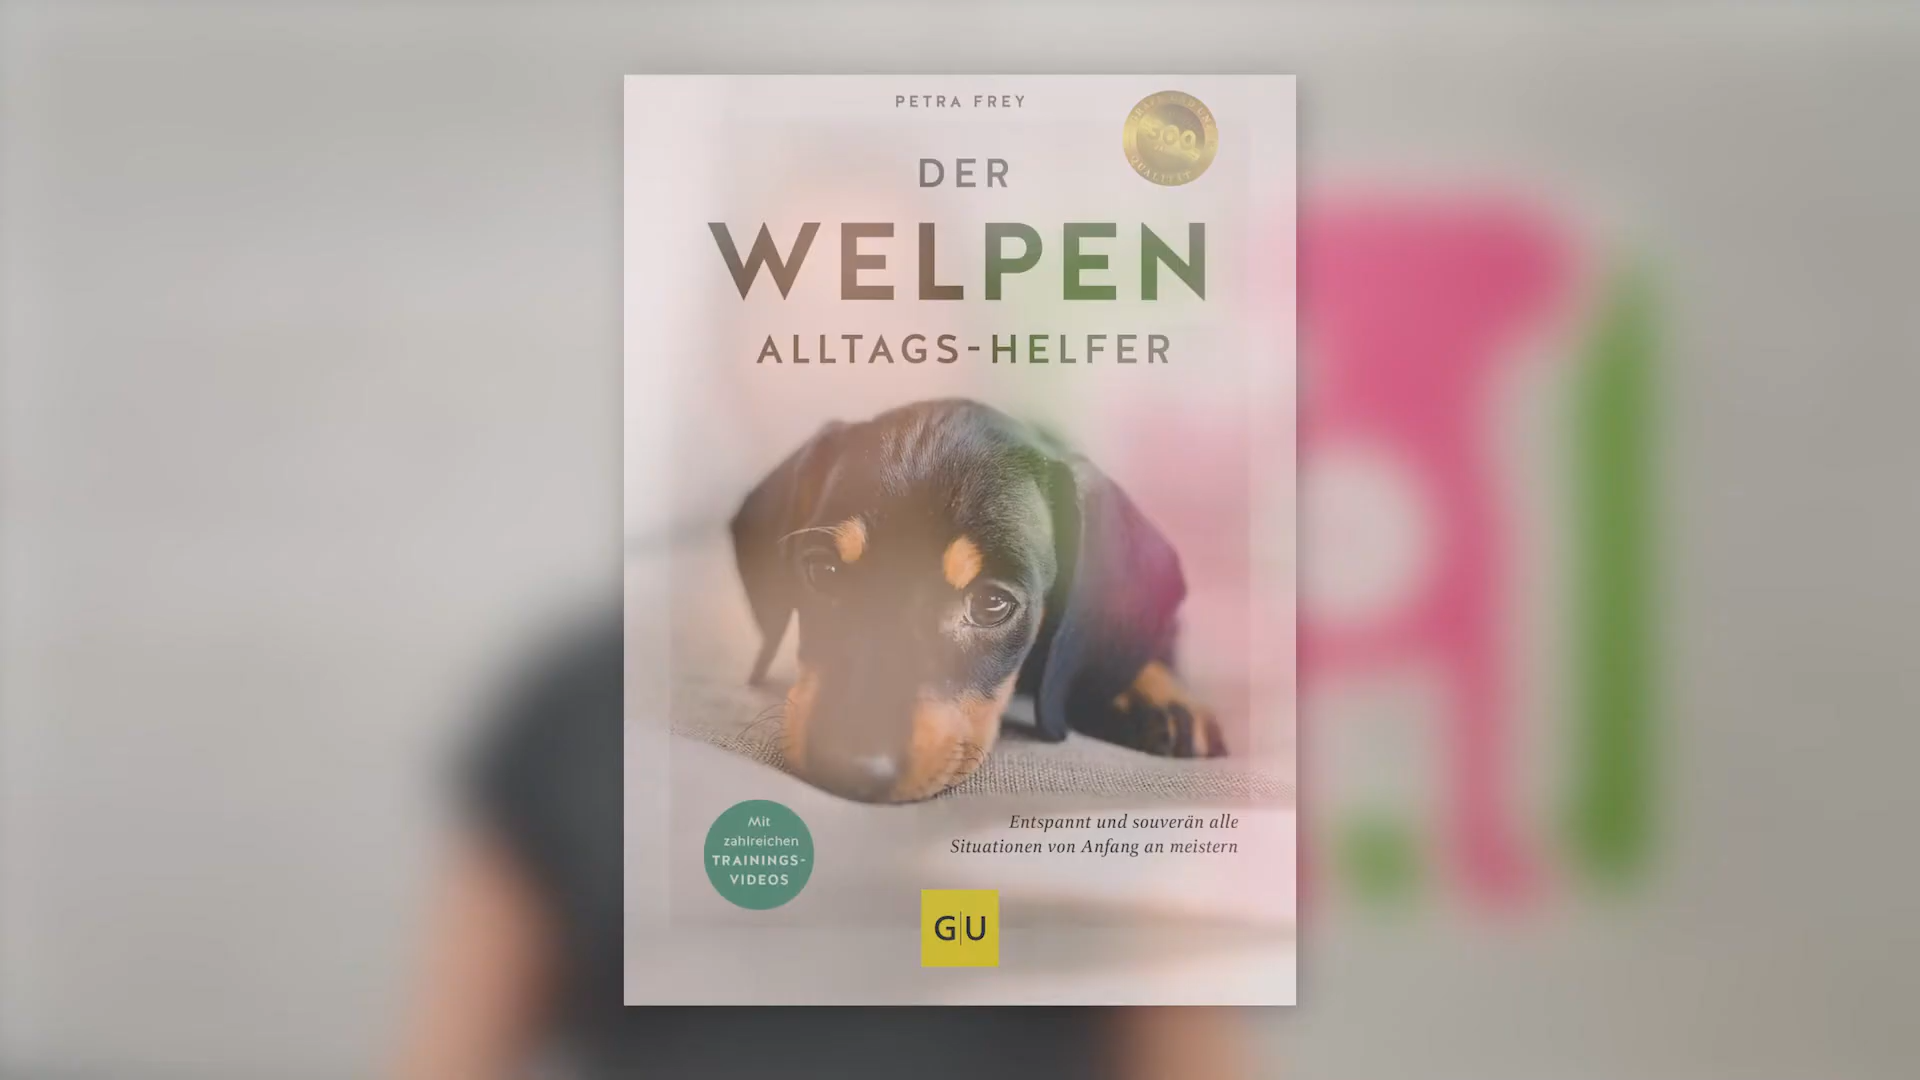 PETRA FREY
DER
WELPEN
ALLTAGS-HELFER
QUALITÄT
Mit
zahlreichen
TRAININGS-
VIDEOS
Entspannt und souverän alle
Situationen von Anfang an meistern
G|U